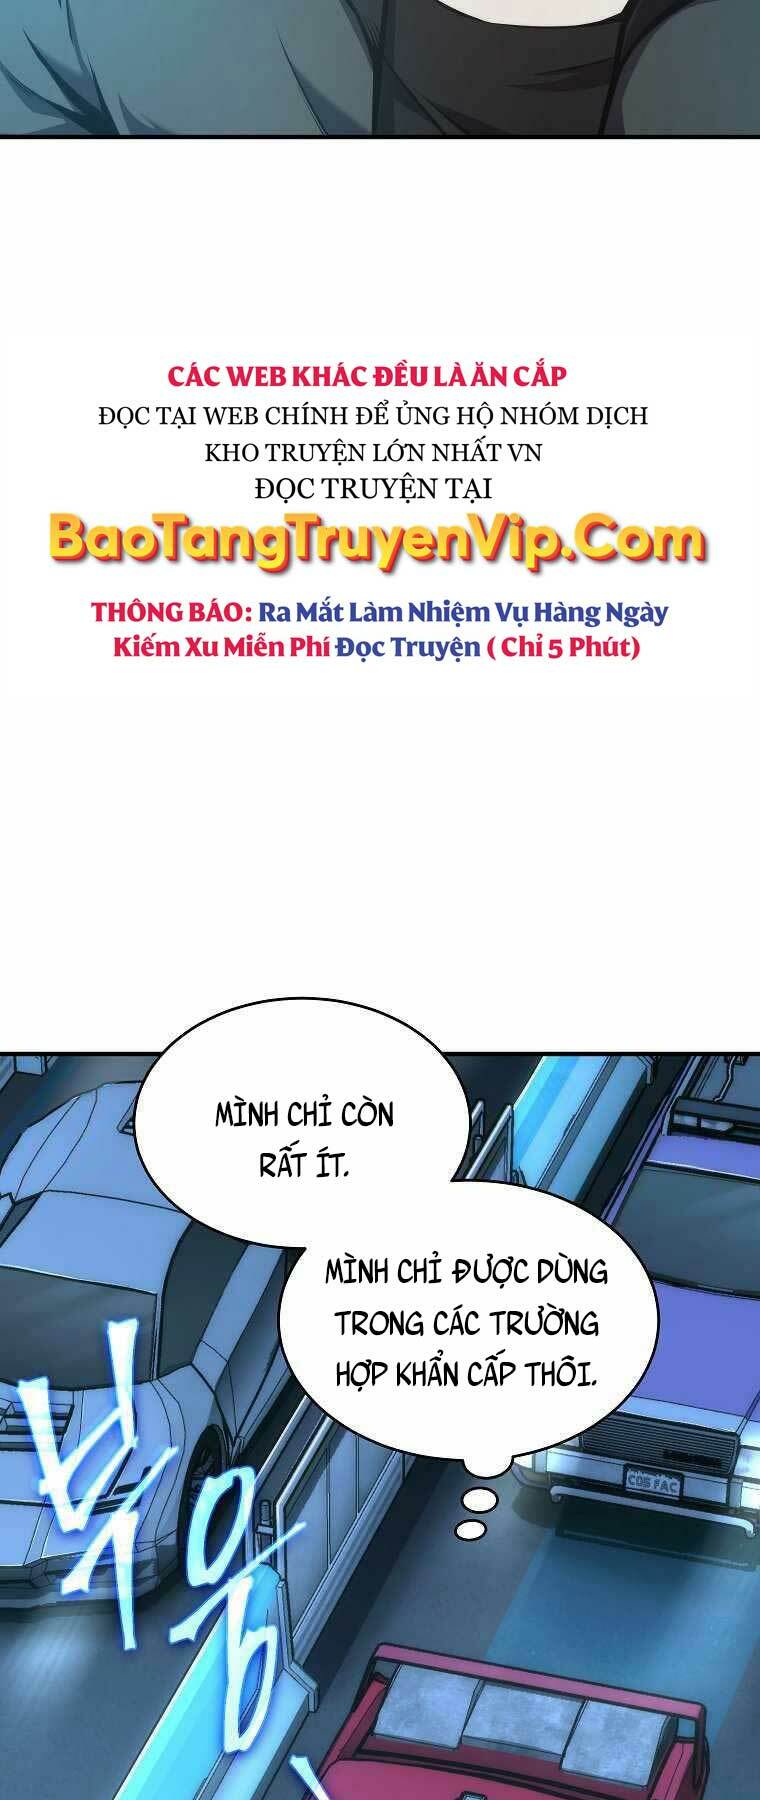 CÁC WEB KHÁC ĐỀU LÀ ĂN CẮP
ĐỌC TẠI WEB CHÍNH ĐỂ ỦNG HỘ NHÓM DỊCH
KHO TRUYỆN LỚN NHẤT VN
ĐỌC TRUYỆN TẠI
BaoTangTruyenVip.Com
THÔNG BÁO: Ra Mắt Làm Nhiệm Vụ Hàng Ngày
Kiếm Xu Miễn Phí Đọc Truyện ( Chỉ 5 Phút)
MÌNH CHỈ CÒN
RẤT ÍT.
MÌNH CHỈ ĐƯỢC DÙNG
TRONG CÁC TRƯỜNG
HỢP KHẨN CẤP THÔI.
CDS FAC